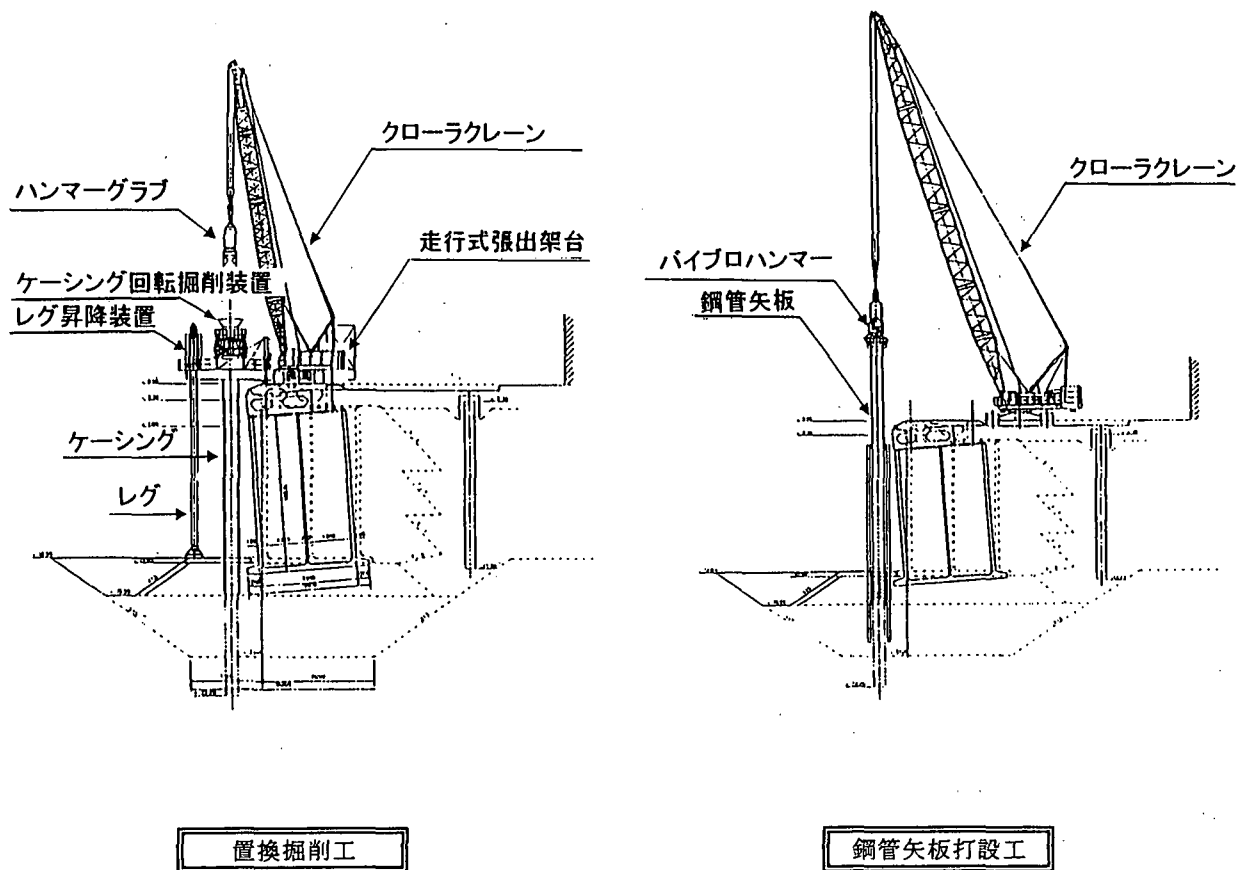 クローラクレーン
ハンマーグラブ
走行式張出架台
ケーシング回転掘削装置
レグ昇降装置
ケーシング
レグ
置換掘削工
クローラクレーン
バイブロハンマー
鋼管矢板
鋼管矢板打設工